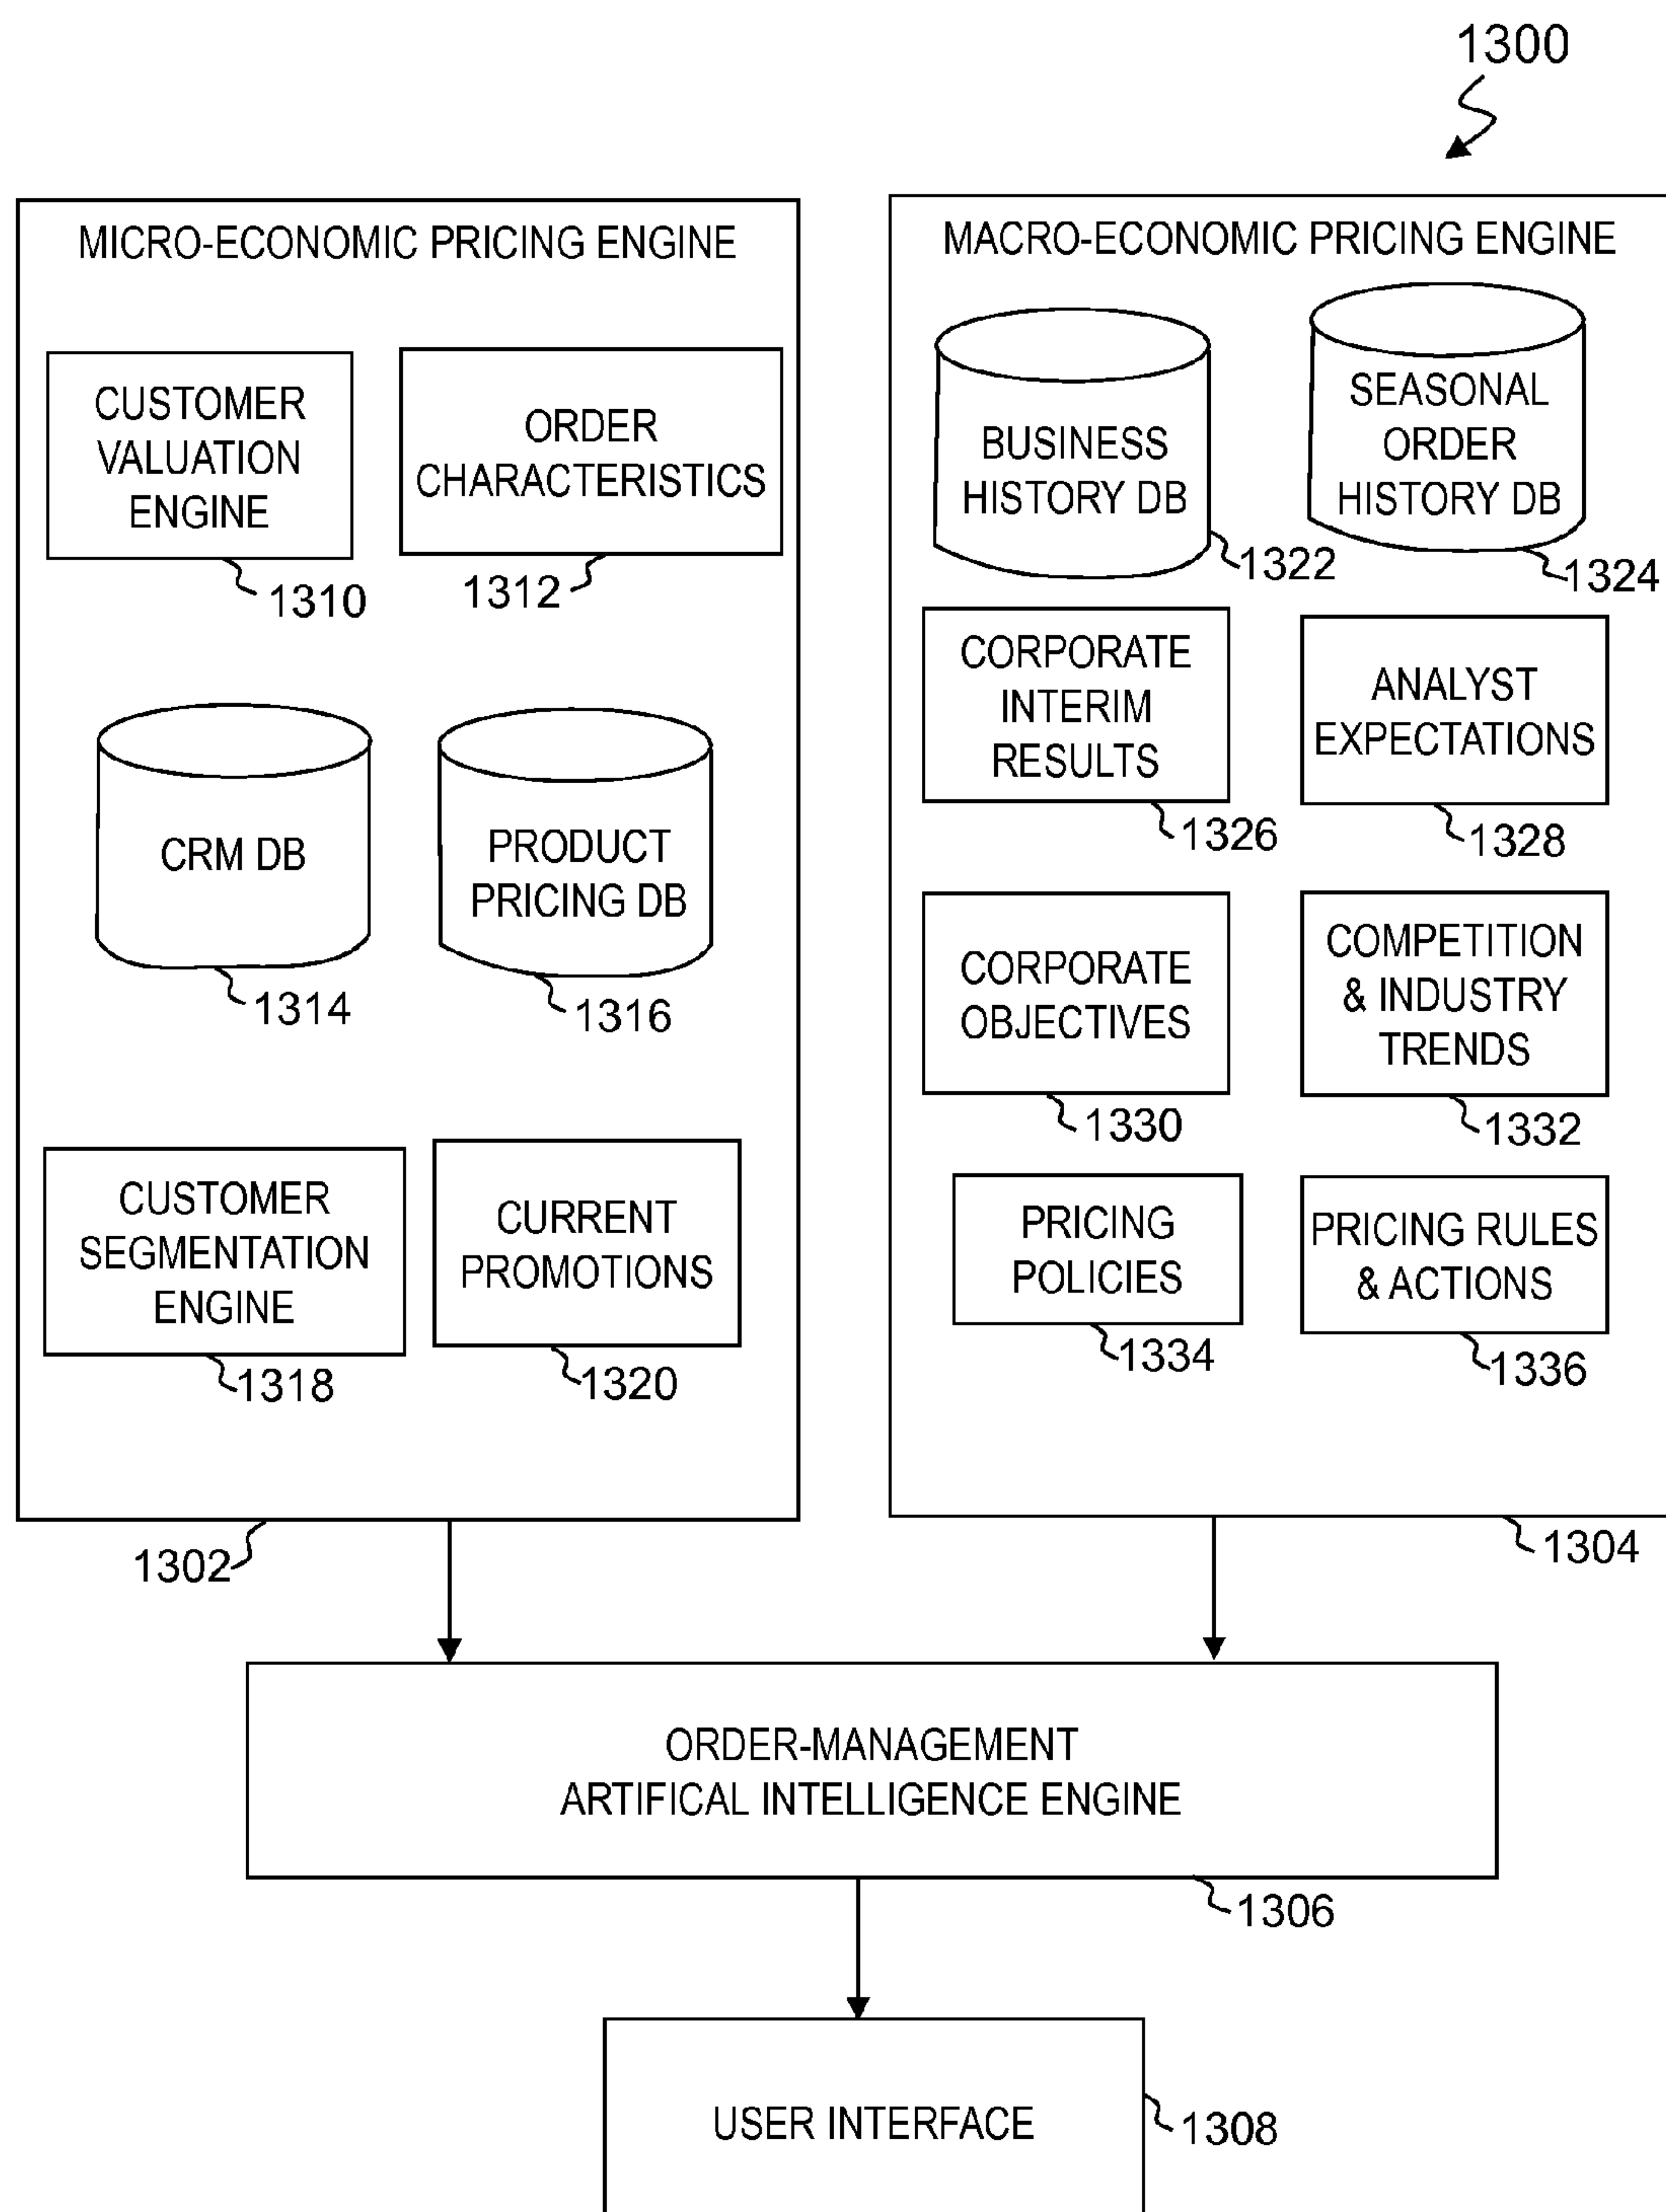 1300
MICRO-ECONOMIC PRICING ENGINE
CUSTOMER
VALUATION
ENGINE
1310
ORDER
CHARACTERISTICS
1312
CRM DB
1314
PRODUCT
PRICING DB
1316
CUSTOMER
SEGMENTATION
ENGINE
1318
CURRENT
PROMOTIONS
1320
1302
MACRO-ECONOMIC PRICING ENGINE
BUSINESS
HISTORY DB
1322
SEASONAL
ORDER
HISTORY DB
1324
CORPORATE
INTERIM
RESULTS
1326
ANALYST
EXPECTATIONS
1328
CORPORATE
OBJECTIVES
1330
COMPETITION
& INDUSTRY
TRENDS
1332
PRICING
POLICIES
1334
PRICING RULES
& ACTIONS
1336
1304
ORDER-MANAGEMENT
ARTIFICAL INTELLIGENCE ENGINE
1306
USER INTERFACE
1308